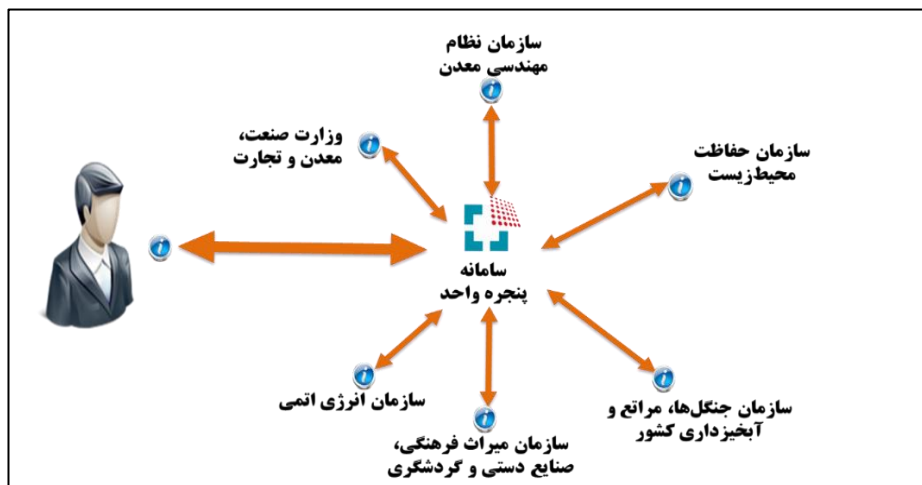 سازمان نظام
مهندسی معدن
وزارت صنعت،
معدن و تجارت
سازمان حفاظت
محیط‌زیست
سامانه
پنجره واحد
سازمان انرژی اتمی
سازمان میراث فرهنگی،
صنایع دستی و گردشگری
سازمان جنگل‌ها، مراتع و
آبخیزداری کشور